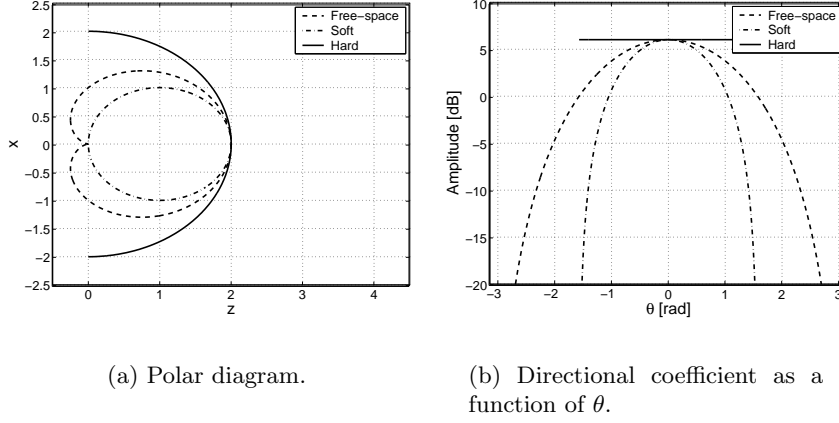 2.5
2
1.5
1
0.5
0
−0.5
−1
−1.5
−2
−2.5
x
0
1
2
3
4
z
Free−space
Soft
Hard
10
5
0
−5
−10
−15
−20
Amplitude [dB]
−3
−2
−1
0
1
2
3
θ [rad]
Free−space
Soft
Hard
(a) Polar diagram.
(b) Directional coefficient as a
function of θ.